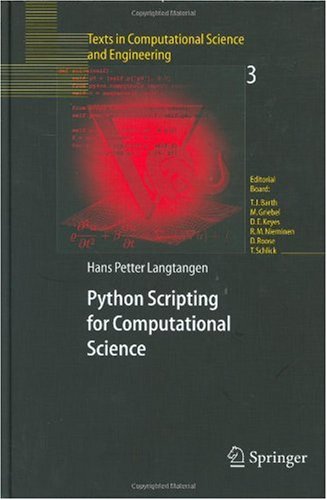 Texts in Computational Science
and Engineering
3
Editorial
Board:
T.J. Barth
M. Griebel
D.E. Keyes
R.M. Nieminen
D. Roose
T. Schlick
Hans Petter Langtangen
Python Scripting
for Computational
Science
Springer